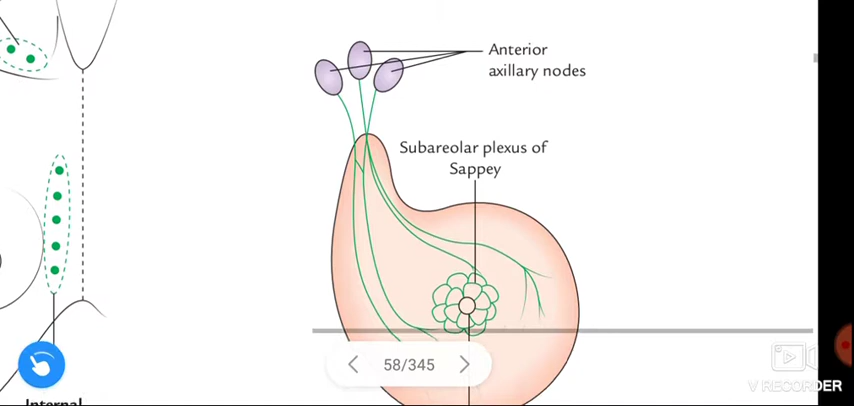 Anterior
axillary nodes
Subareolar plexus of
Sappey
58/345
V RECORDER
Internal